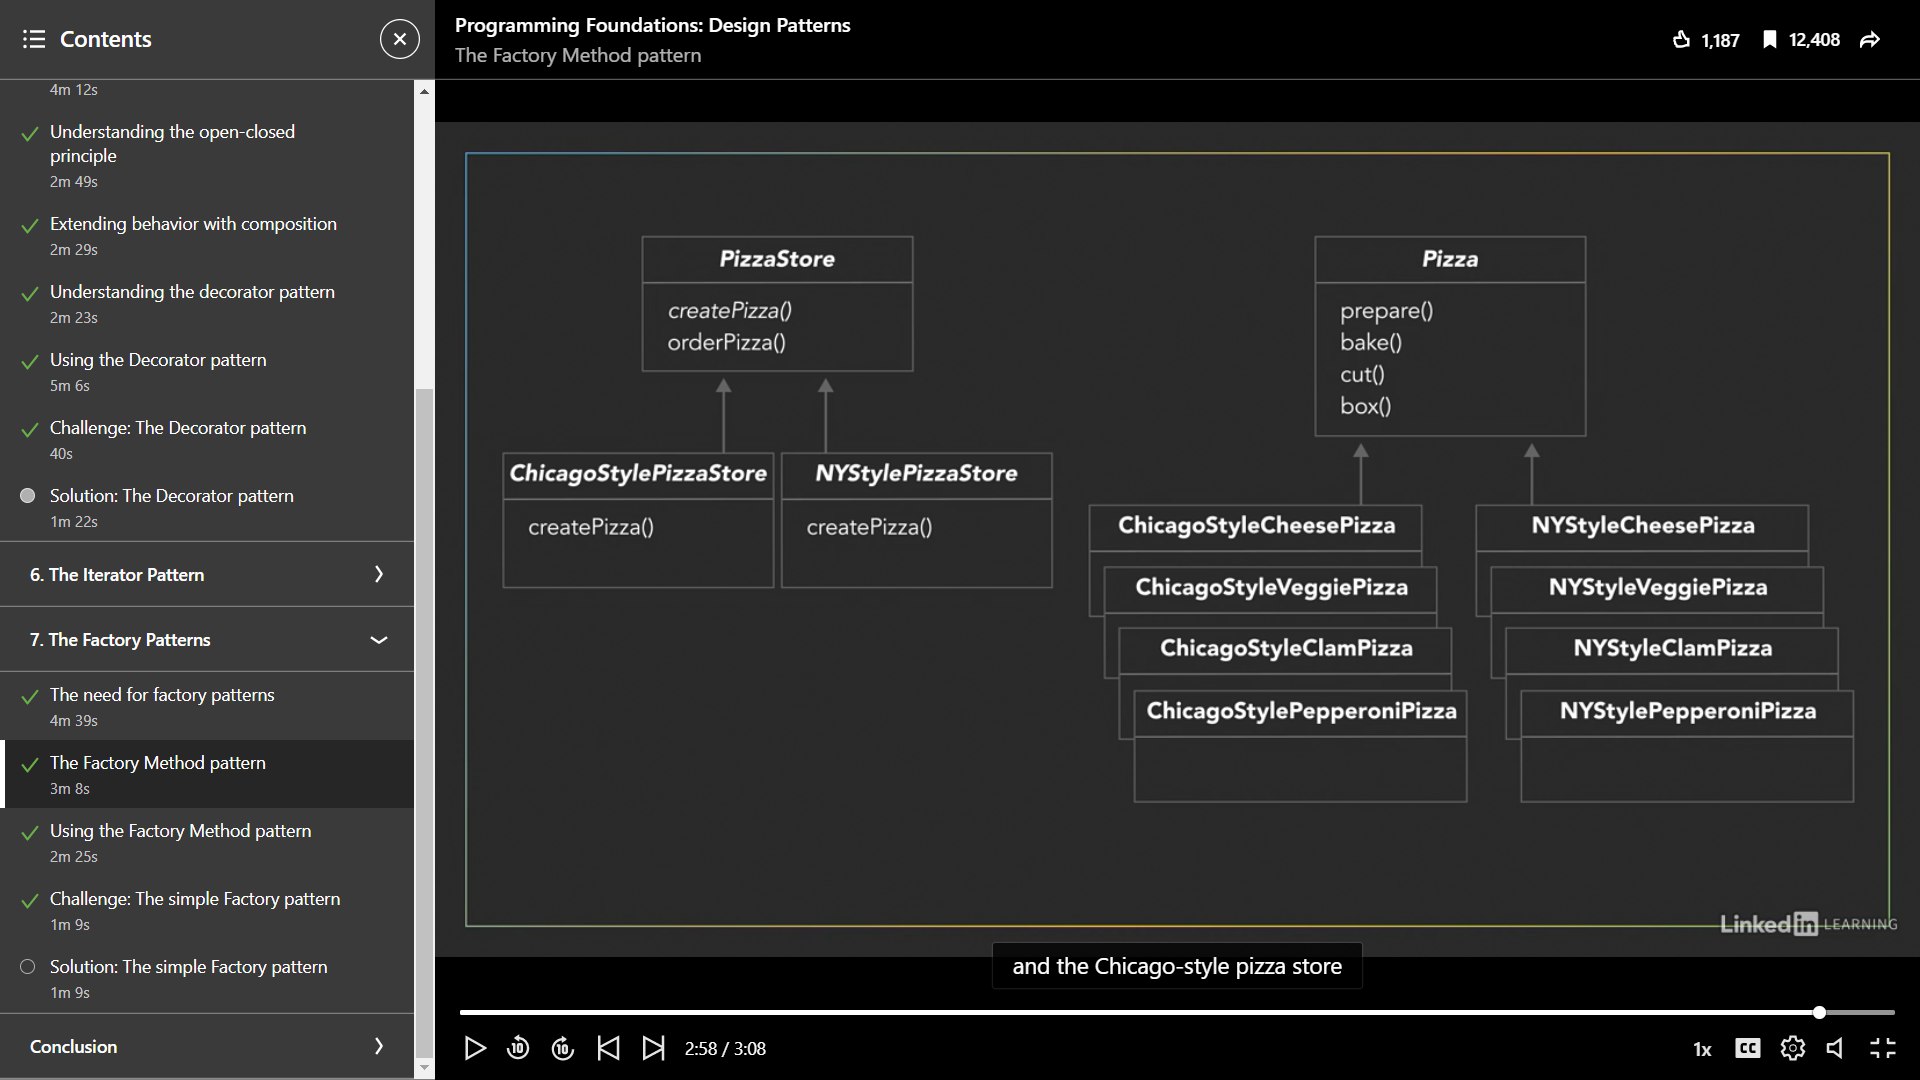 Contents
4m 12s
Understanding the open-closed
principle
2m 49s
Extending behavior with composition
2m 29s
Understanding the decorator pattern
2m 23s
Using the Decorator pattern
5m 6s
Challenge: The Decorator pattern
40s
Solution: The Decorator pattern
1m 22s
6. The Iterator Pattern
7. The Factory Patterns
The need for factory patterns
4m 39s
The Factory Method pattern
3m 8s
Using the Factory Method pattern
2m 25s
Challenge: The simple Factory pattern
1m 9s
Solution: The simple Factory pattern
1m 9s
Conclusion
Programming Foundations: Design Patterns
The Factory Method pattern
1,187
12,408
PizzaStore
createPizza()
orderPizza()
ChicagoStylePizzaStore
createPizza()
NYStylePizzaStore
createPizza()
Pizza
prepare()
bake()
cut()
box()
ChicagoStyleCheesePizza
ChicagoStyleVeggiePizza
ChicagoStyleClamPizza
ChicagoStylePepperoniPizza
NYStyleCheesePizza
NYStyleVeggiePizza
NYStyleClamPizza
NYStylePepperoniPizza
LinkedIn LEARNING
and the Chicago-style pizza store
10
10
2:58 / 3:08
1x
CC